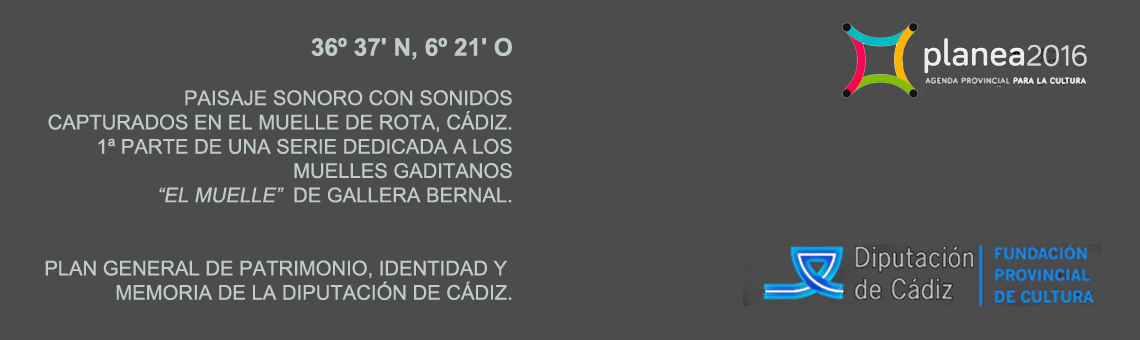 36º 37' N, 6º 21' O
PAISAJE SONORO CON SONIDOS
CAPTURADOS EN EL MUELLE DE ROTA, CÁDIZ.
1ª PARTE DE UNA SERIE DEDICADA A LOS
MUELLES GADITANOS
“EL MUELLE” DE GALLERA BERNAL.
PLAN GENERAL DE PATRIMONIO, IDENTIDAD Y
MEMORIA DE LA DIPUTACIÓN DE CÁDIZ.
planea2016
AGENDA PROVINCIAL PARA LA CULTURA
Diputación
de Cádiz
FUNDACIÓN
PROVINCIAL
DE CULTURA